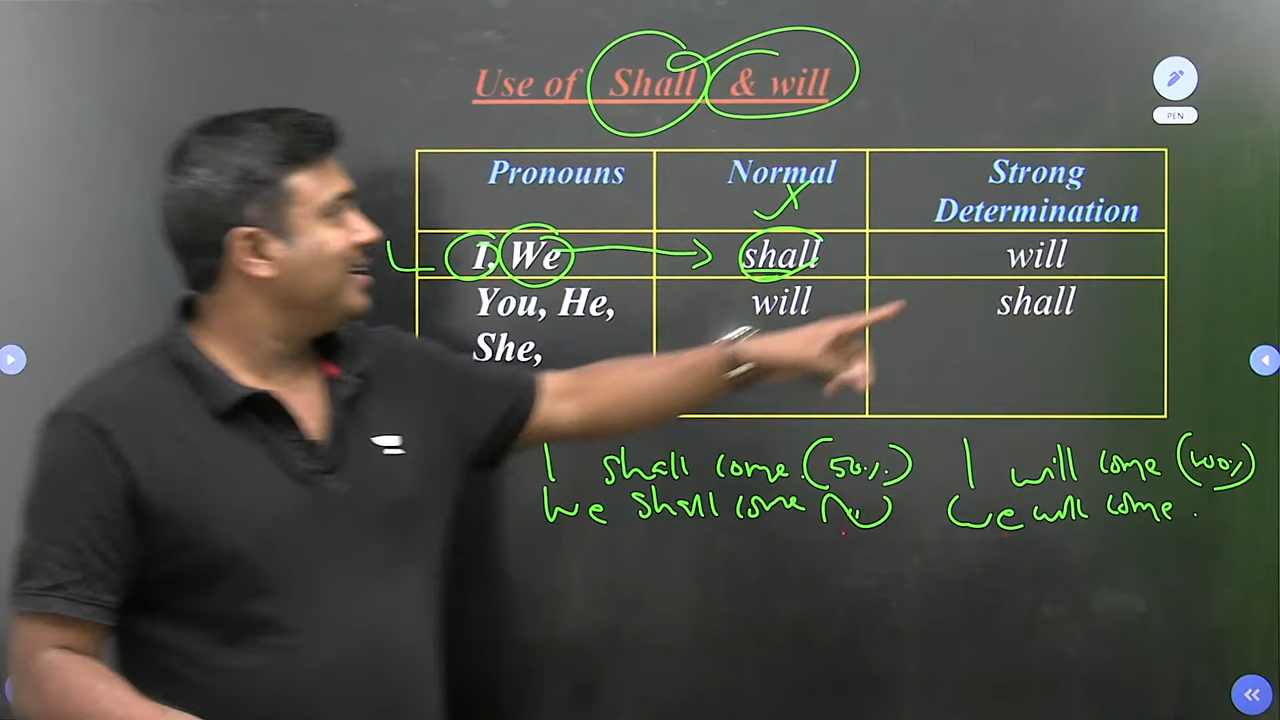 Use of Shall & will
PEN
Pronouns Normal Strong Determination
I, We shall will
You, He, She, will shall
I shall come. (50%) I will come (100%)
We shall come We will come.